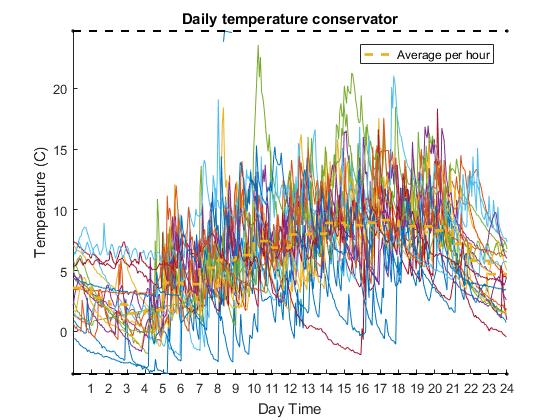 Daily temperature conservator
Average per hour
Temperature (C)
20
15
10
5
0
1 2 3 4 5 6 7 8 9 10 11 12 13 14 15 16 17 18 19 20 21 22 23 24
Day Time